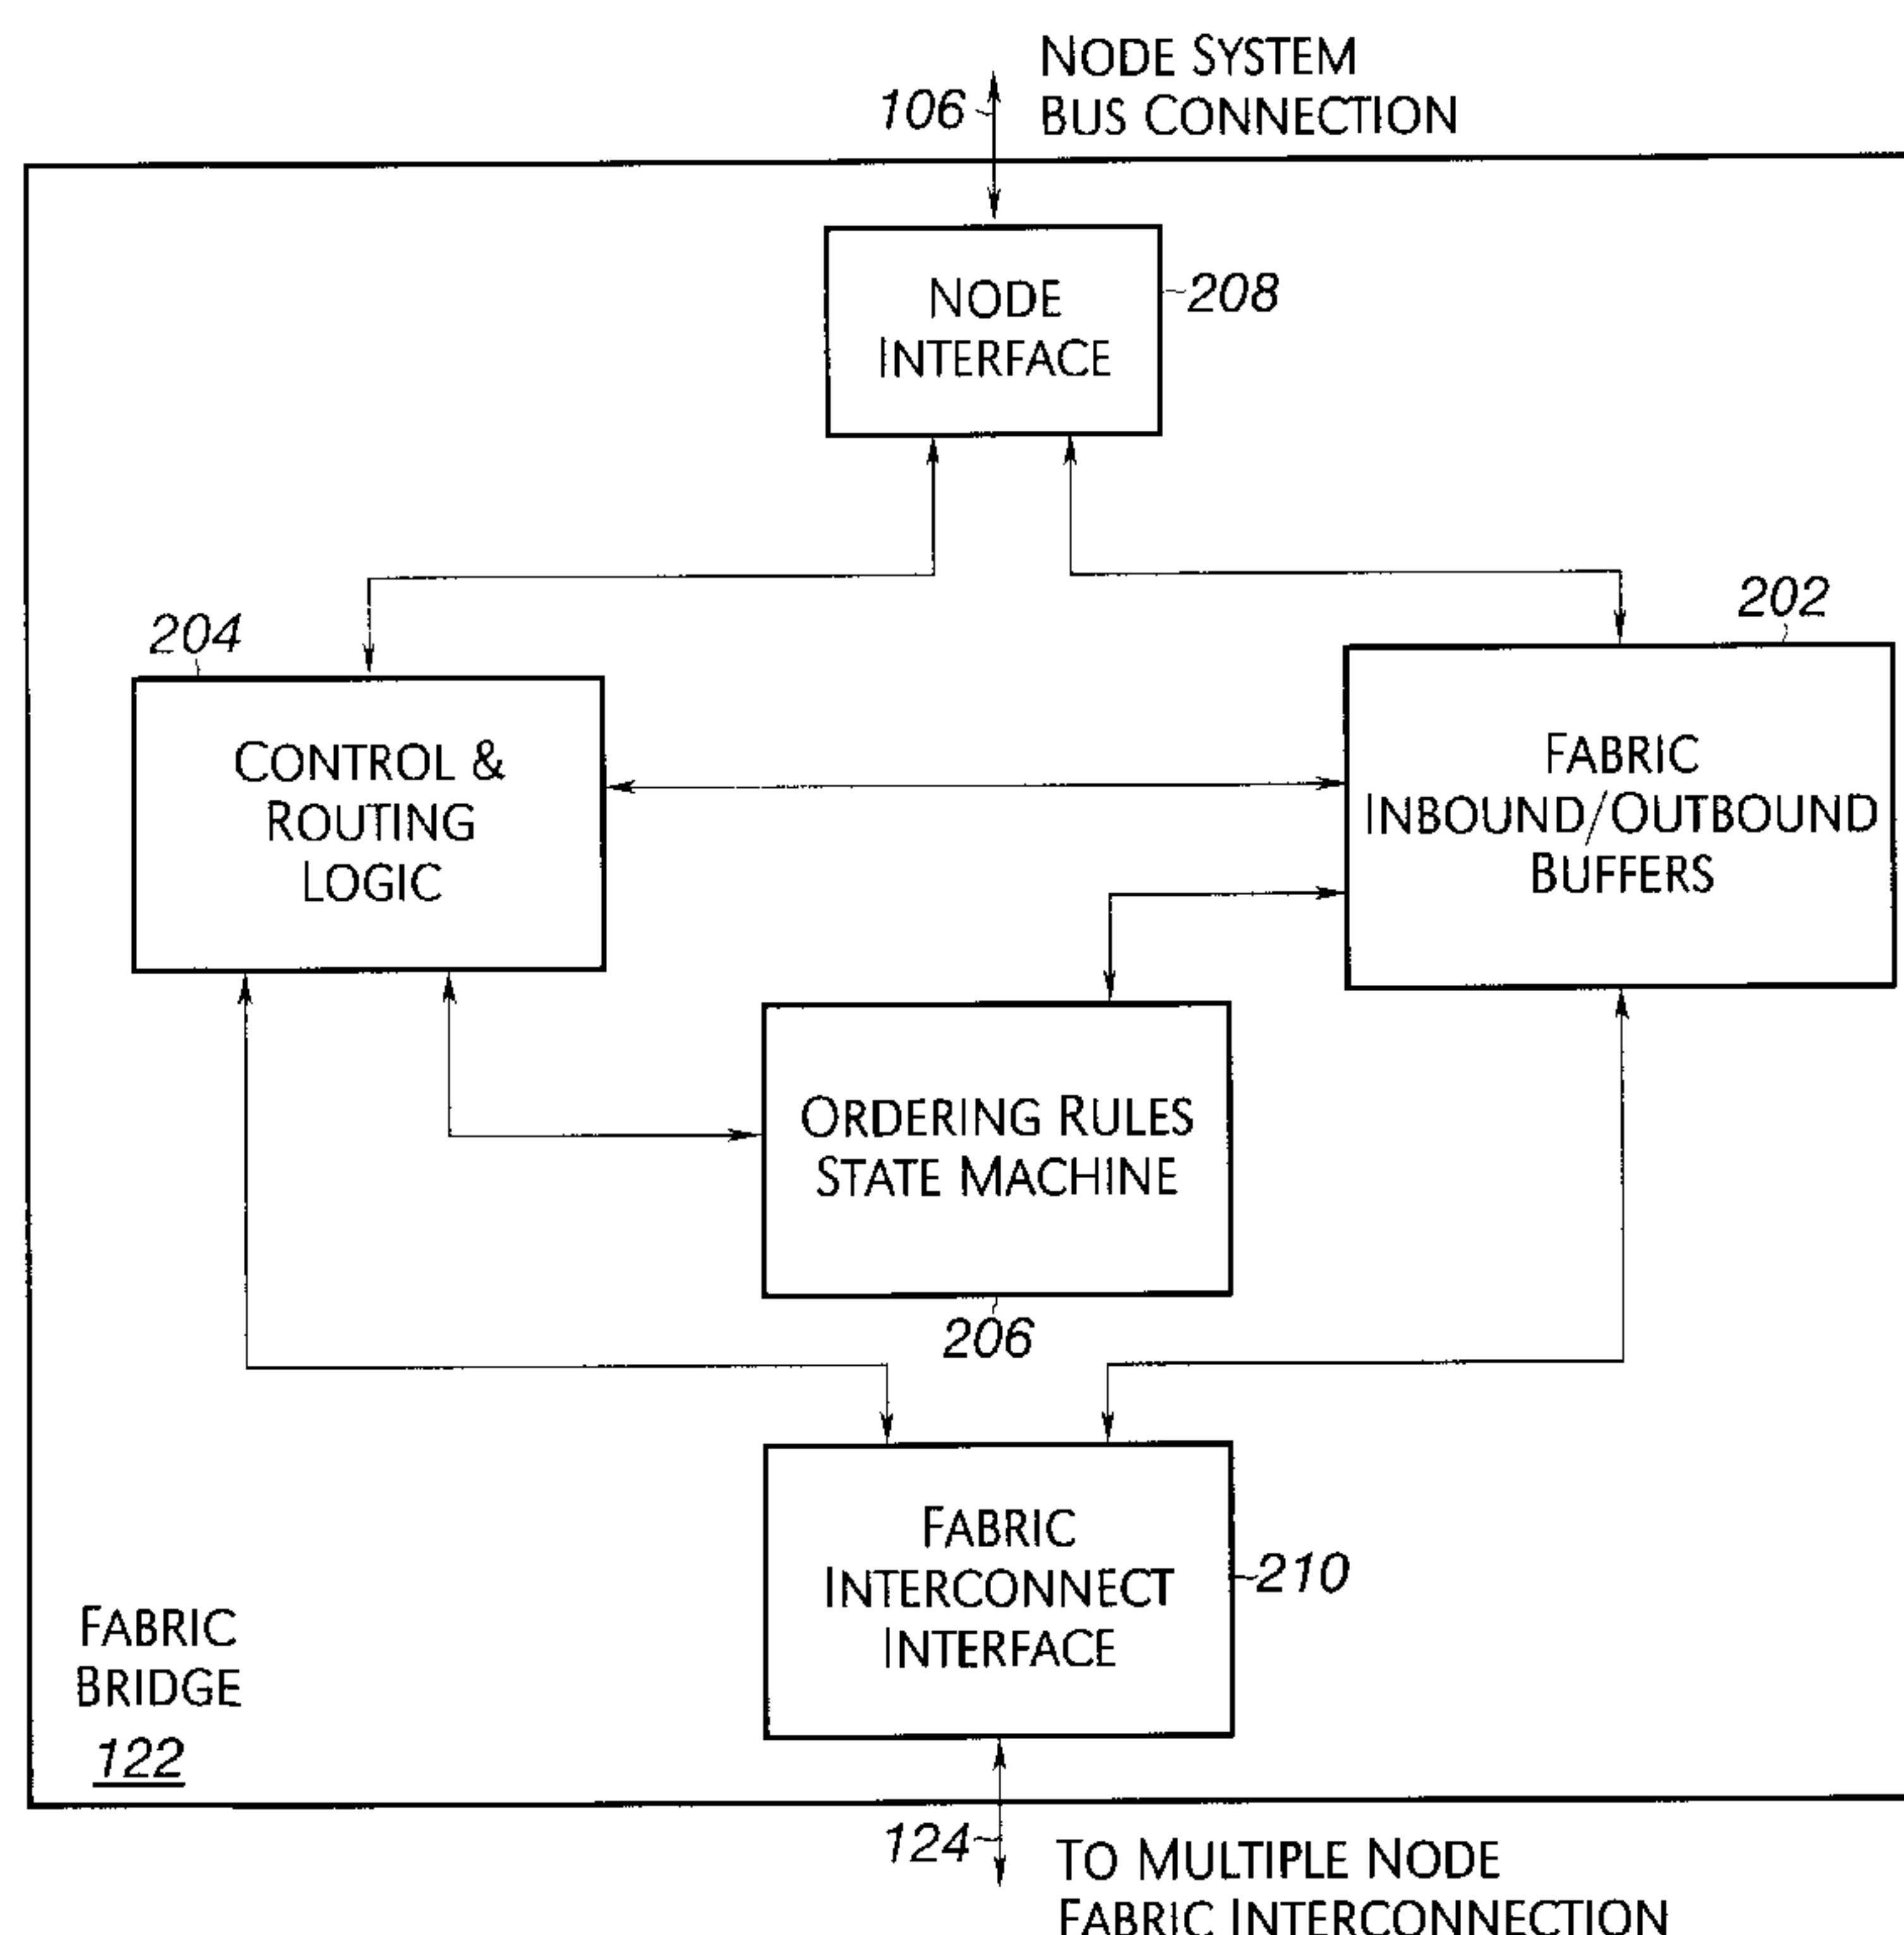 NODE SYSTEM
BUS CONNECTION
106
NODE
INTERFACE
208
204
202
CONTROL &
ROUTING
LOGIC
FABRIC
INBOUND/OUTBOUND
BUFFERS
ORDERING RULES
STATE MACHINE
206
FABRIC
INTERCONNECT
INTERFACE
210
FABRIC
BRIDGE
122
124
TO MULTIPLE NODE
FABRIC INTERCONNECTION